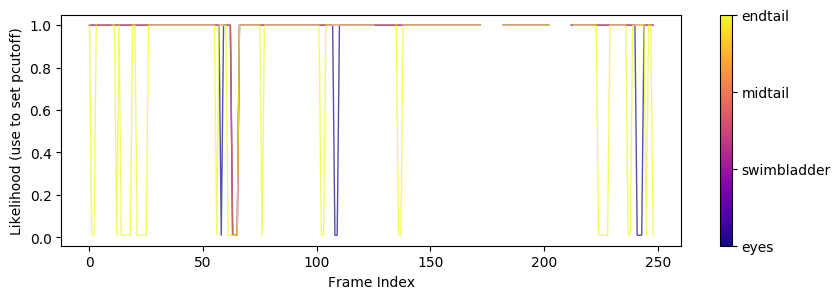 Likelihood (use to set pcutoff)
1.0
0.8
0.6
0.4
0.2
0.0
0
50
100
150
200
250
Frame Index
endtail
midtail
swimbladder
eyes